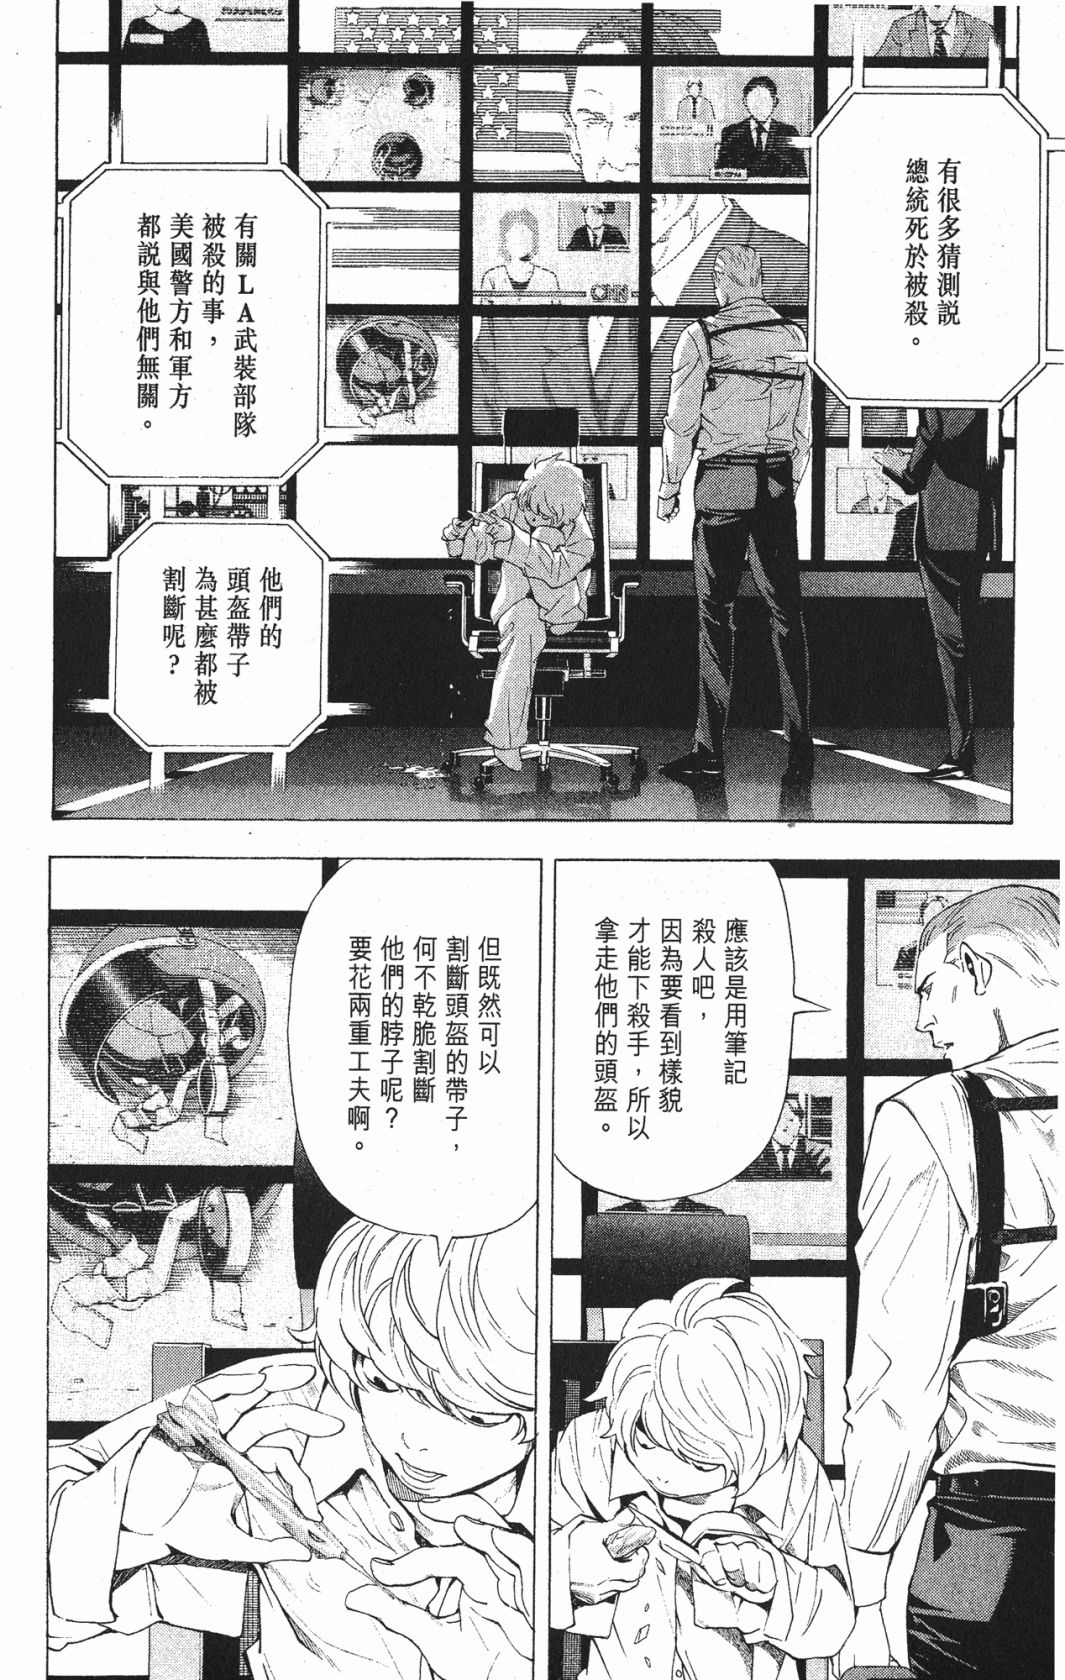 有很多猜測説
總統死於被殺。
有關LLA武裝部隊
被殺的事，
美國警方和軍方
都説與他們無關。
他們的
頭盔帶子
為甚麼都被
割斷呢？
CNN
應該是用筆記
殺人吧，
因為要看到樣貌
才能下殺手，所以
拿走他們的頭盔。
但既然可以
割斷頭盔的帶子，
何不乾脆割斷
他們的脖子呢？
要花兩重工夫啊。